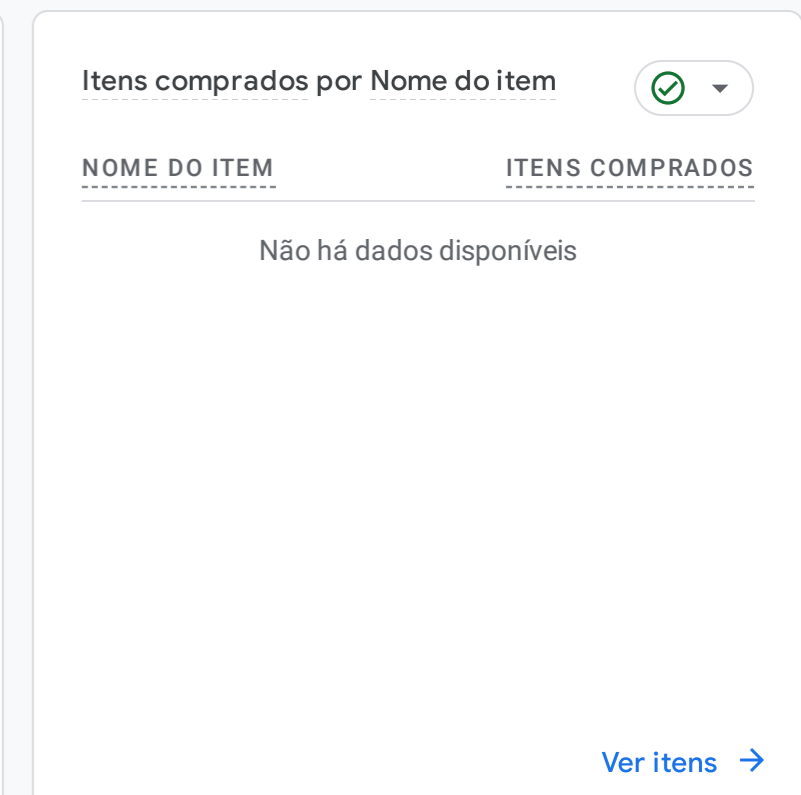 Itens comprados por Nome do item
NOME DO ITEM ITENS COMPRADOS
Não há dados disponíveis
Ver itens